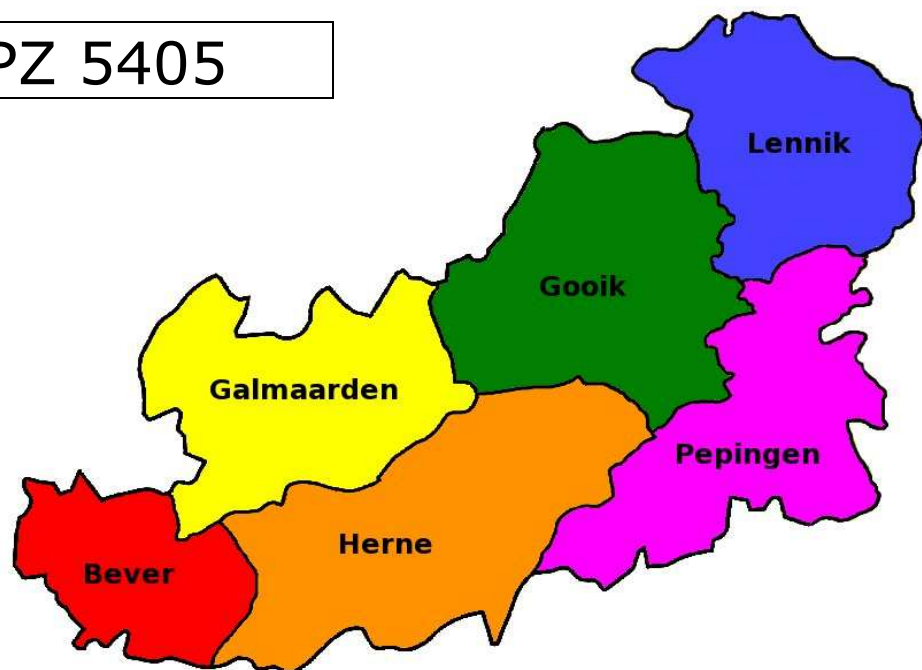 PZ 5405
Lennik
Gooik
Galmaarden
Pepingen
Herne
Bever